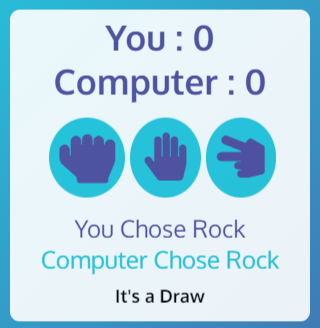 You : 0
Computer : 0
You Chose Rock
Computer Chose Rock
It's a Draw